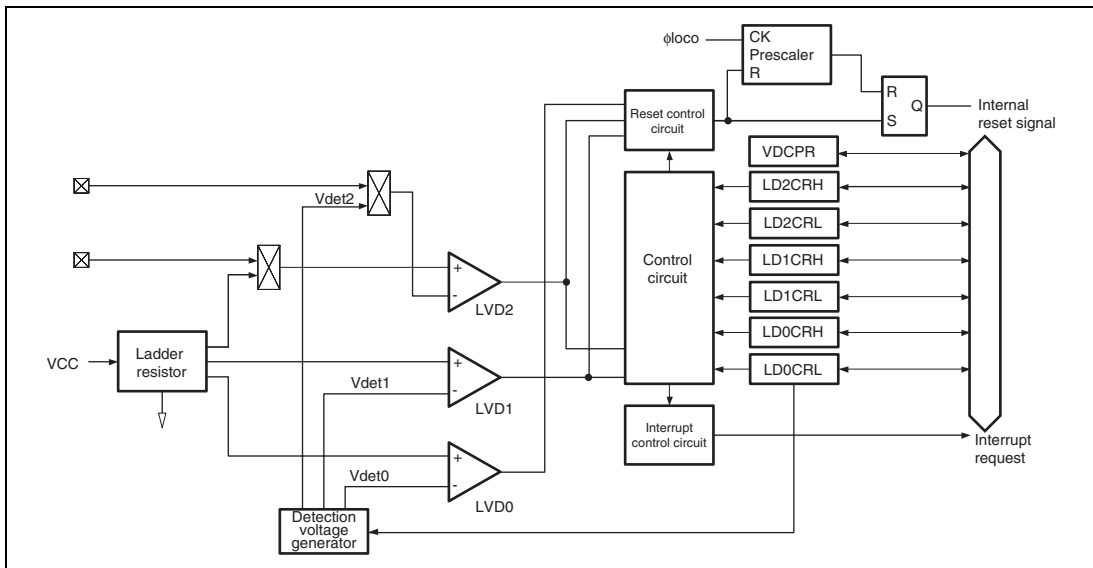 φloco
CK
Prescaler
R
R
Q
S
Internal
reset signal
Reset control
circuit
VDCPR
LD2CRH
LD2CRL
LD1CRH
LD1CRL
LD0CRH
LD0CRL
Control
circuit
Vdet2
+
-
LVD2
VCC
Ladder
resistor
+
-
Vdet1
LVD1
Interrupt
control circuit
Interrupt
request
+
-
Vdet0
LVD0
Detection
voltage
generator